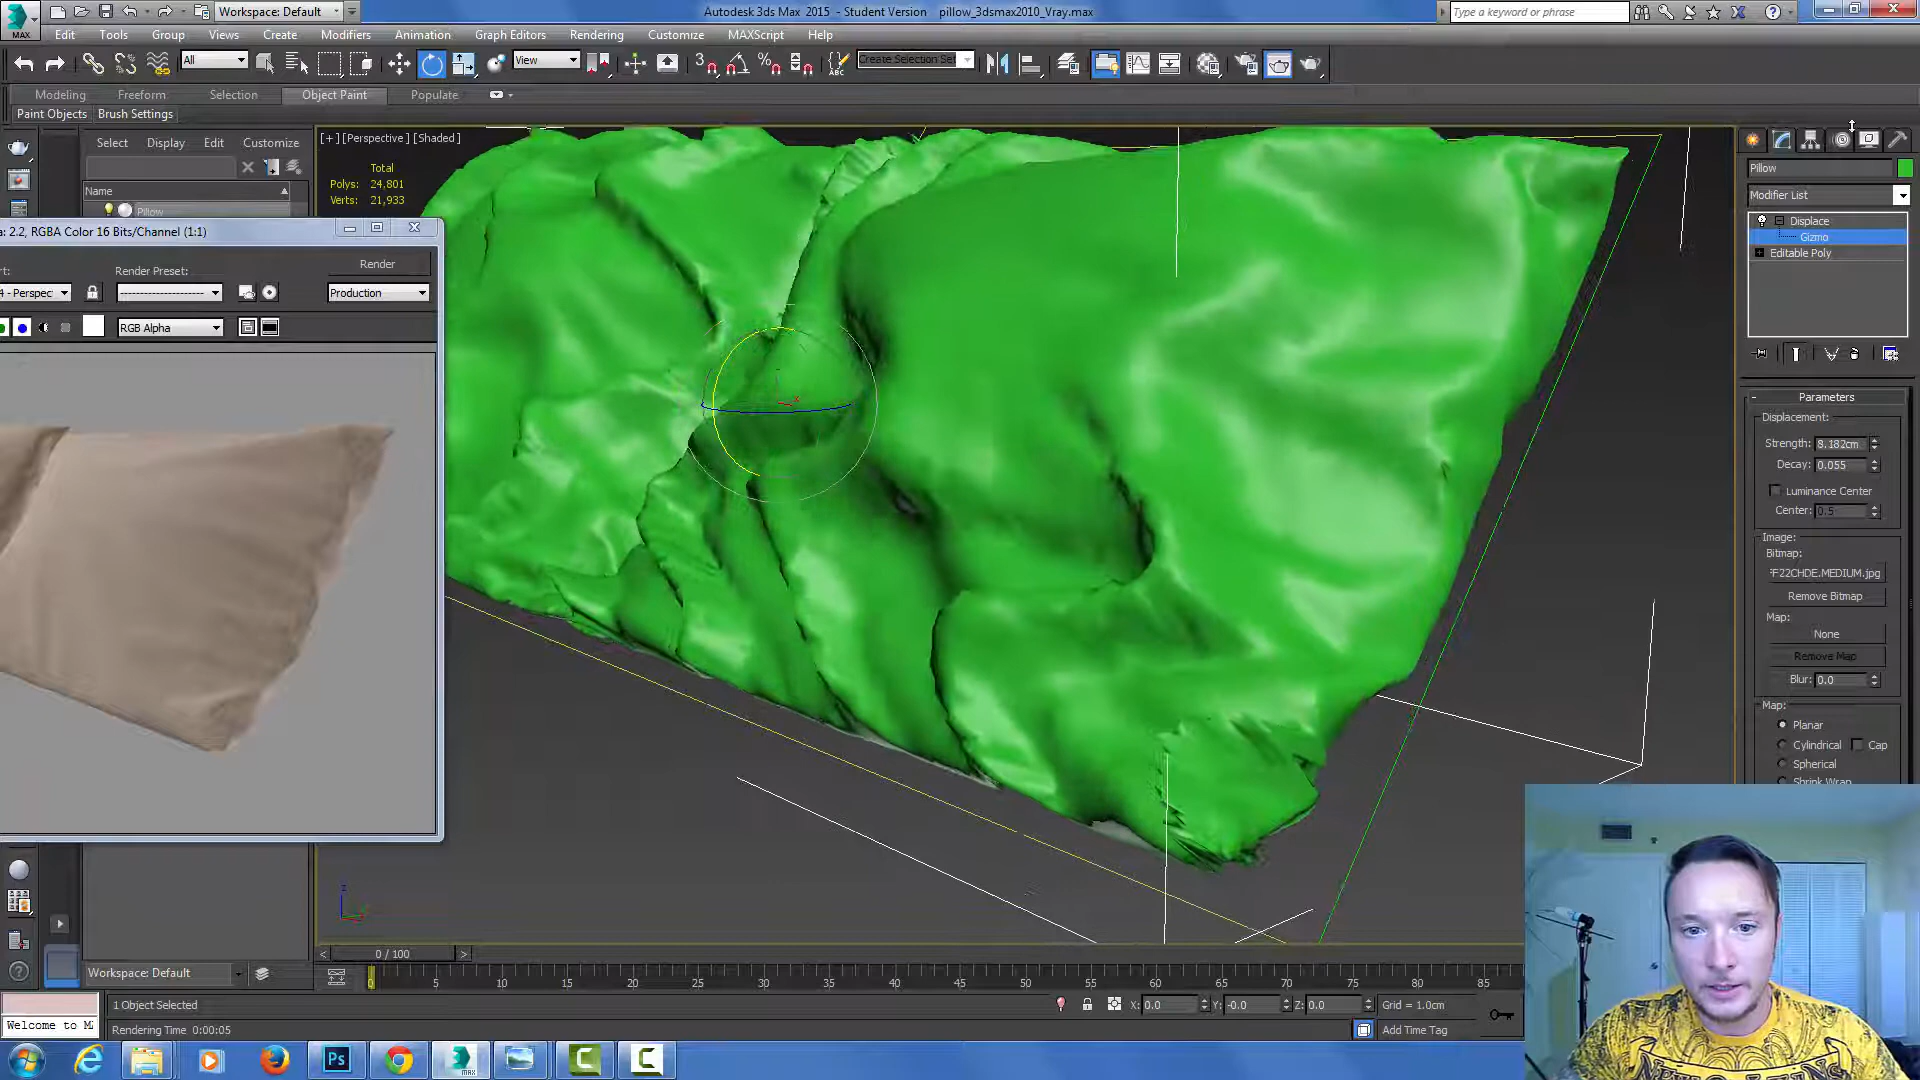 MAX
Workspace: Default
Autodesk 3ds Max 2015 - Student Version pillow_3dsmax2010_Vray.max
Type a keyword or phrase
Edit Tools Group Views Create Modifiers Animation Graph Editors Rendering Customize MAXScript Help
All
View
Create Selection Set
Modeling Freeform Selection Object Paint Populate
Paint Objects Brush Settings
Select Display Edit Customize
Name
Pillow
[+] [Perspective] [Shaded]
Total
Polys: 24,801
Verts: 21,933
a: 2.2, RGBA Color 16 Bits/Channel (1:1)
Render Preset:
Render
4 - Perspec
Production
RGB Alpha
Pillow
Modifier List
Displace
Gizmo
Editable Poly
Parameters
Displacement:
Strength: 8.182cm
Decay: 0.055
Luminance Center
Center: 0.5
Image:
Bitmap:
F22CHDE.MEDIUM.jpg
Remove Bitmap
Map:
None
Remove Map
Blur: 0.0
Map:
Planar
Cylindrical Cap
Spherical
Shrink Wrap
0 / 100
Workspace: Default
0 5 10 15 20 25 30 35 40 45 50 55 60 65 70 75 80 85
1 Object Selected
X: 0.0 Y: -0.0 Z: 0.0 Grid = 1.0cm
Welcome to M
Rendering Time 0:00:05
Add Time Tag
Ps
MAX